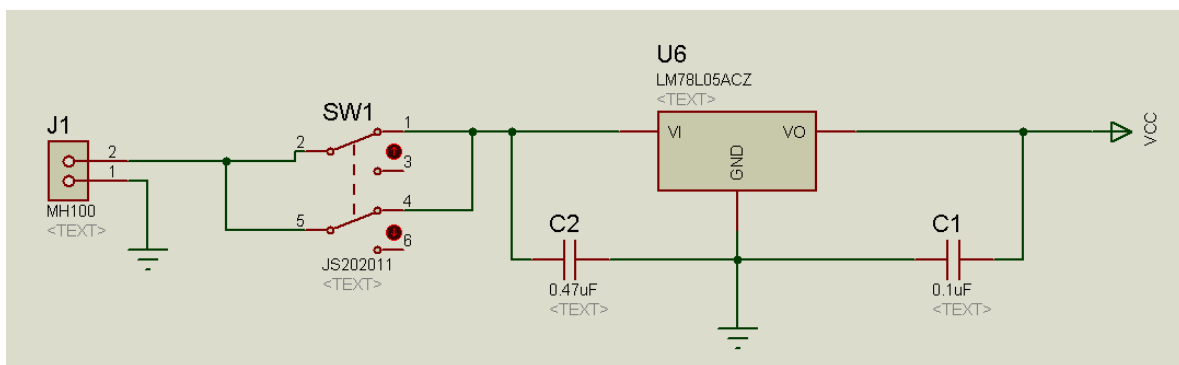 J1
2
1
MH100
<TEXT>
SW1
2
1
3
5
4
6
JS202011
<TEXT>
U6
LM78L05ACZ
<TEXT>
VI
VO
GND
C2
0.47uF
<TEXT>
C1
0.1uF
<TEXT>
VCC